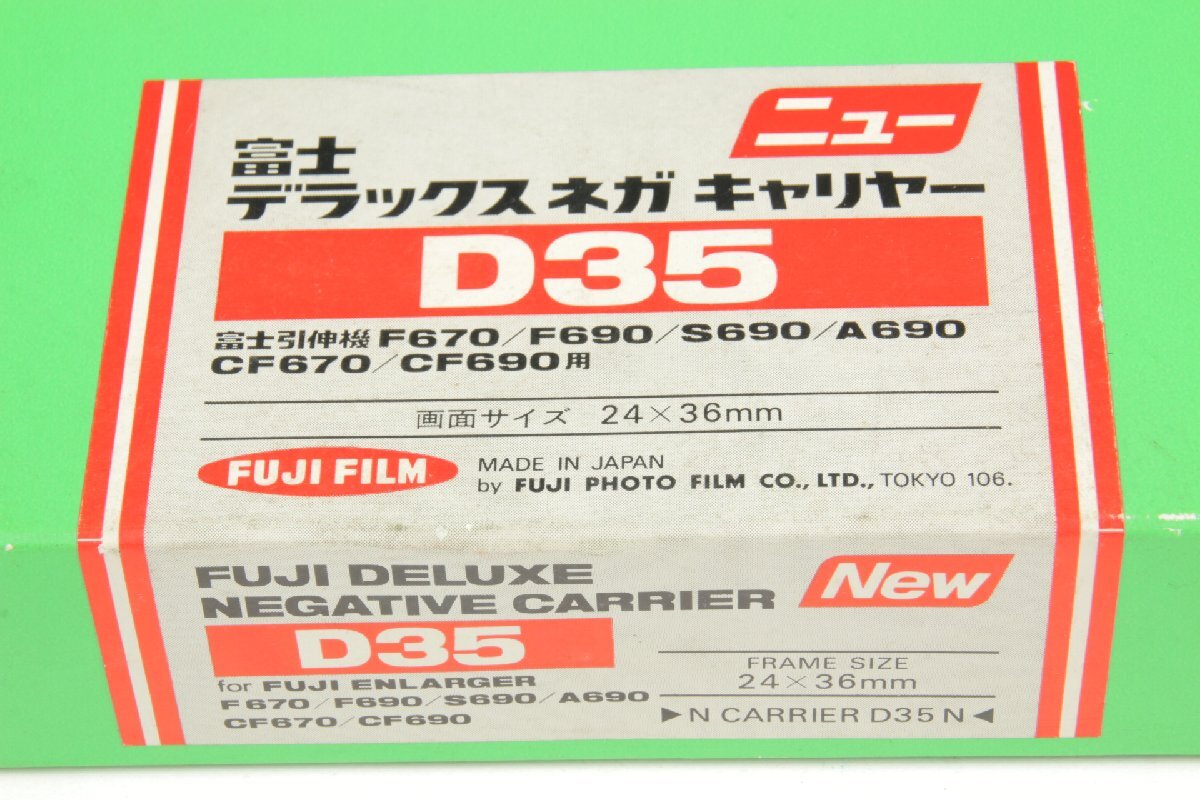 ニュー
富士
デラックス ネガ キャリヤー
D35
富士引伸機 F670/F690/S690/A690
CF670/CF690用
画面サイズ 24×36mm
FUJI FILM
MADE IN JAPAN
by FUJI PHOTO FILM CO., LTD., TOKYO 106.
FUJI DELUXE
NEGATIVE CARRIER
New
D35
for FUJI ENLARGER
F670/F690/S690/A690
CF670/CF690
FRAME SIZE
24×36mm
▶N CARRIER D35 N◀